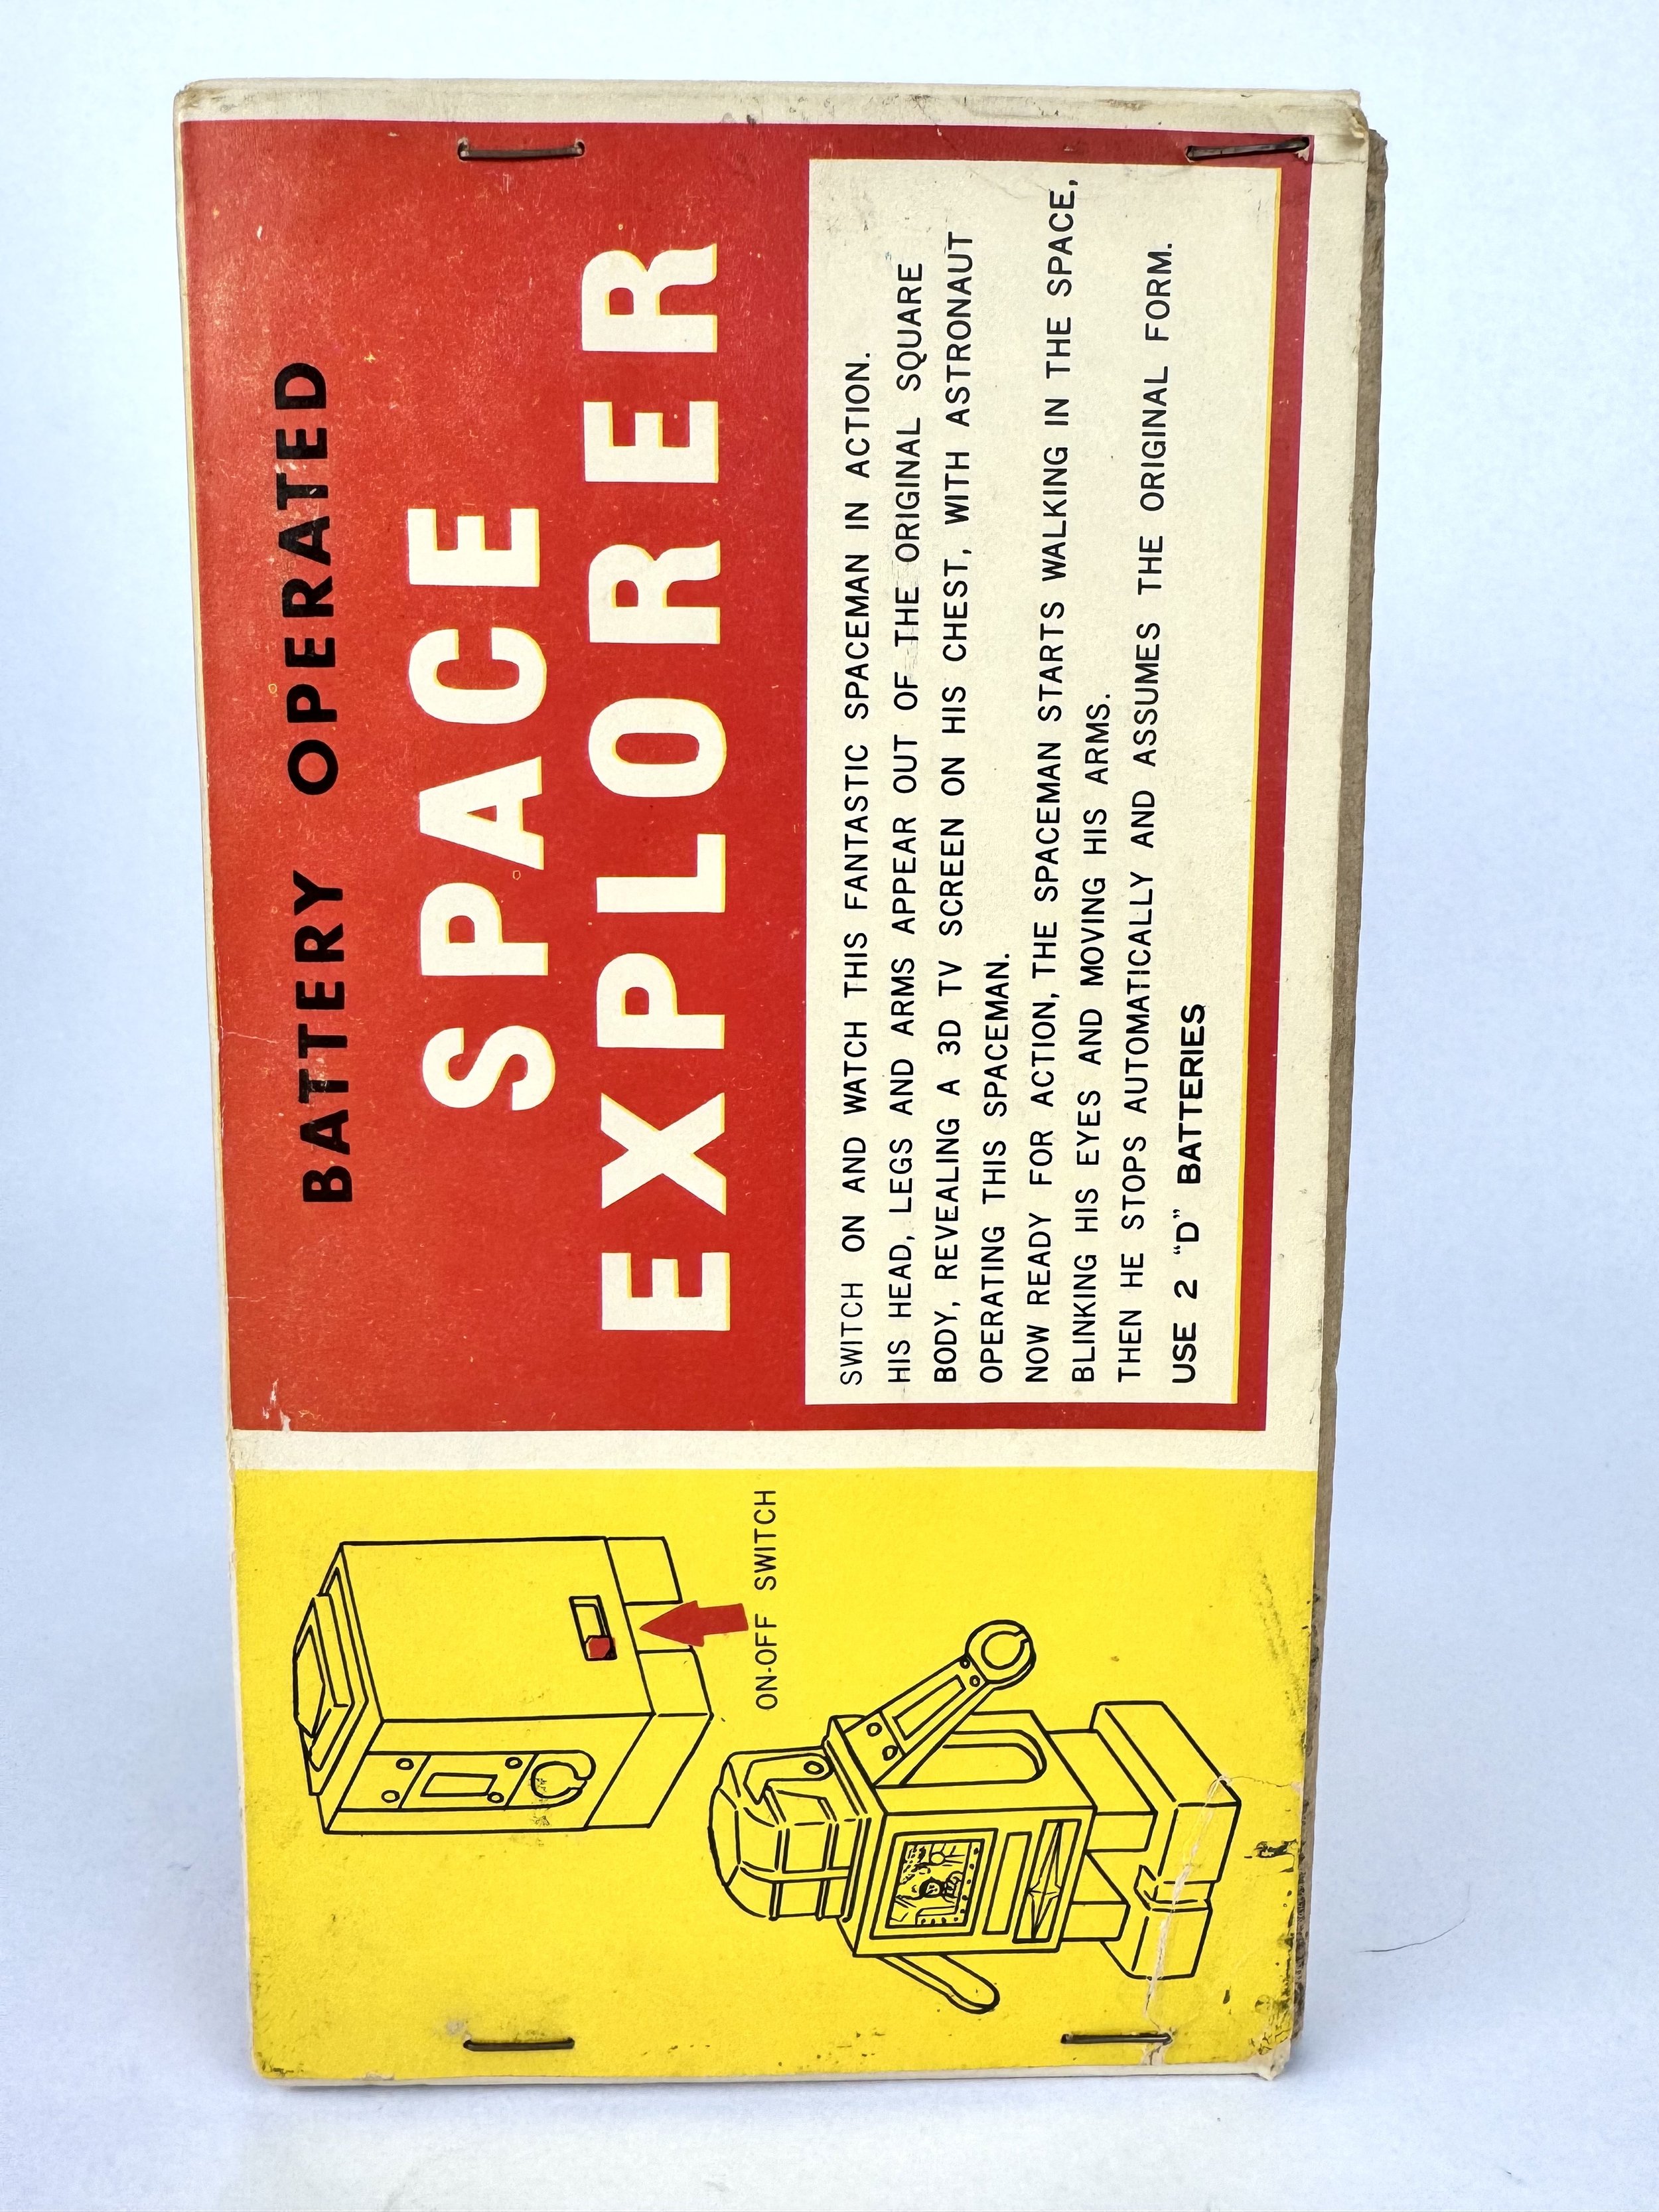 BATTERY OPERATED
SPACE
EXPLORER
SWITCH ON AND WATCH THIS FANTASTIC SPACEMAN IN ACTION.
HIS HEAD, LEGS AND ARMS APPEAR OUT OF THE ORIGINAL SQUARE
BODY, REVEALING A 3D TV SCREEN ON HIS CHEST, WITH ASTRONAUT
OPERATING THIS SPACEMAN.
NOW READY FOR ACTION, THE SPACEMAN STARTS WALKING IN THE SPACE,
BLINKING HIS EYES AND MOVING HIS ARMS.
THEN HE STOPS AUTOMATICALLY AND ASSUMES THE ORIGINAL FORM.
USE 2 “D” BATTERIES
ON-OFF SWITCH